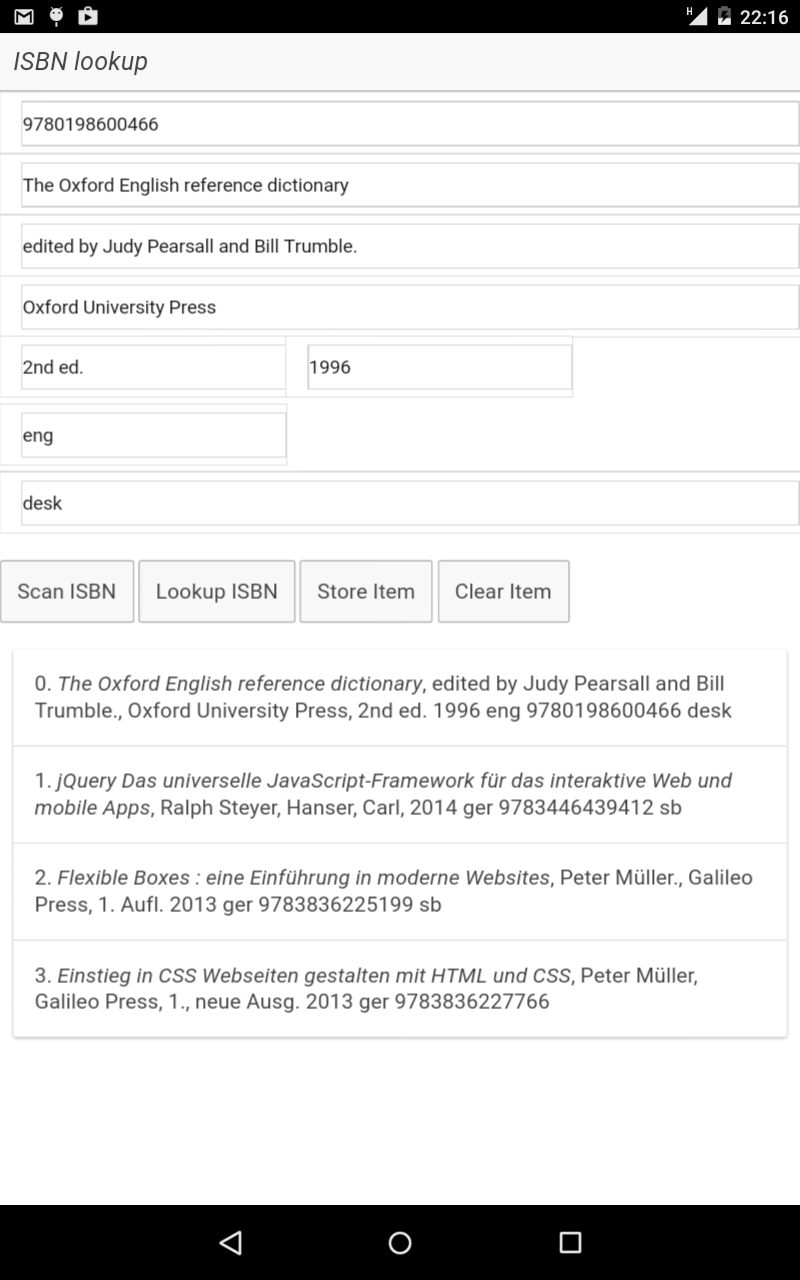 H 22:16
ISBN lookup
9780198600466
The Oxford English reference dictionary
edited by Judy Pearsall and Bill Trumble.
Oxford University Press
2nd ed. 1996
eng
desk
Scan ISBN Lookup ISBN Store Item Clear Item
0. The Oxford English reference dictionary, edited by Judy Pearsall and Bill
Trumble., Oxford University Press, 2nd ed. 1996 eng 9780198600466 desk
1. jQuery Das universelle JavaScript-Framework für das interaktive Web und
mobile Apps, Ralph Steyer, Hanser, Carl, 2014 ger 9783446439412 sb
2. Flexible Boxes : eine Einführung in moderne Websites, Peter Müller., Galileo
Press, 1. Aufl. 2013 ger 9783836225199 sb
3. Einstieg in CSS Webseiten gestalten mit HTML und CSS, Peter Müller,
Galileo Press, 1., neue Ausg. 2013 ger 9783836227766